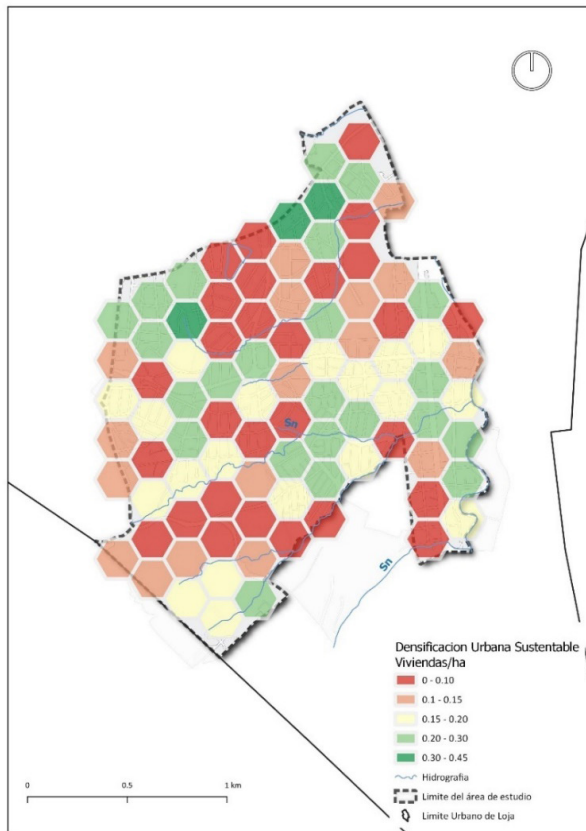 Sn
Sn
Densificacion Urbana Sustentable
Viviendas/ha
0 - 0.10
0.1 - 0.15
0.15 - 0.20
0.20 - 0.30
0.30 - 0.45
Hidrografia
Limite del área de estudio
Limite Urbano de Loja
0 0.5 1 km